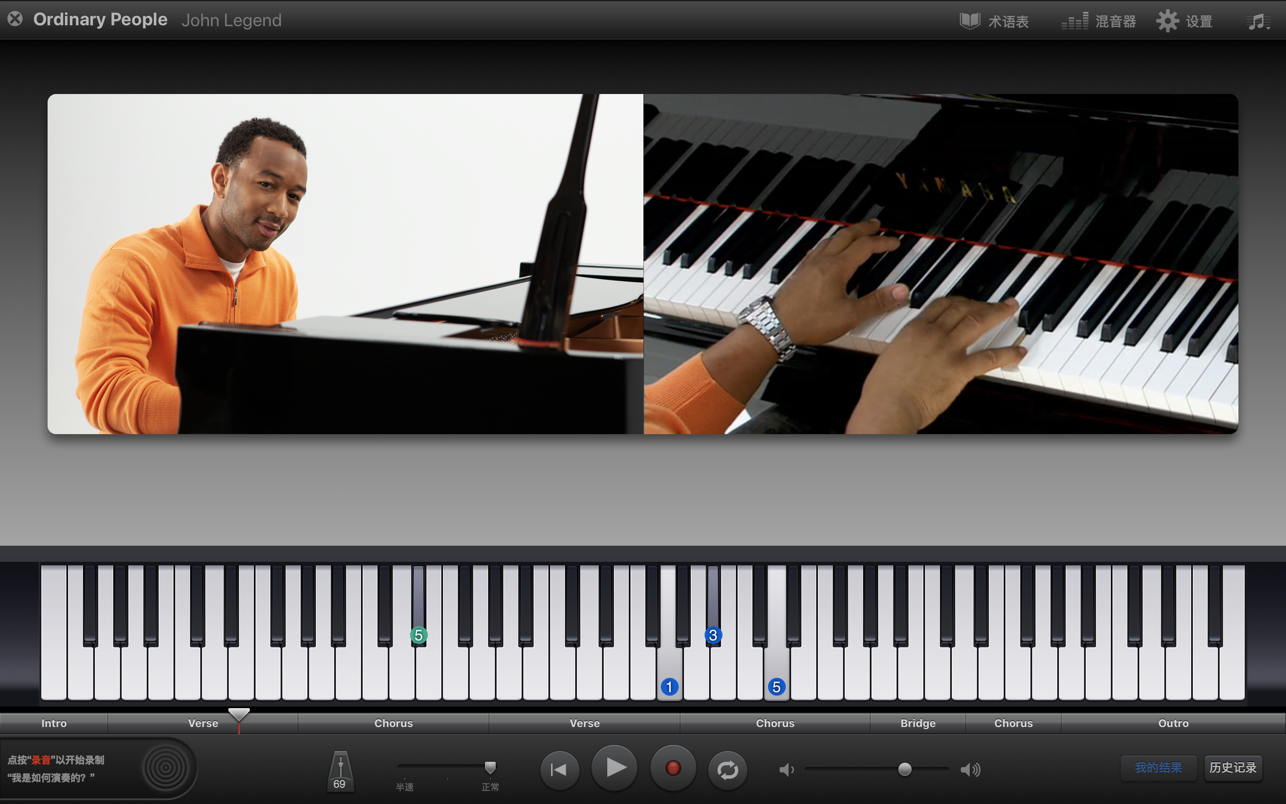 Ordinary People John Legend
术语表 混音器 设置
YAMAHA
5 3
1 5
Intro Verse Chorus Verse Chorus Bridge Chorus Outro
点按“录音”以开始录制
“我是如何演奏的？”
69
半速 正常
我的结果 历史记录